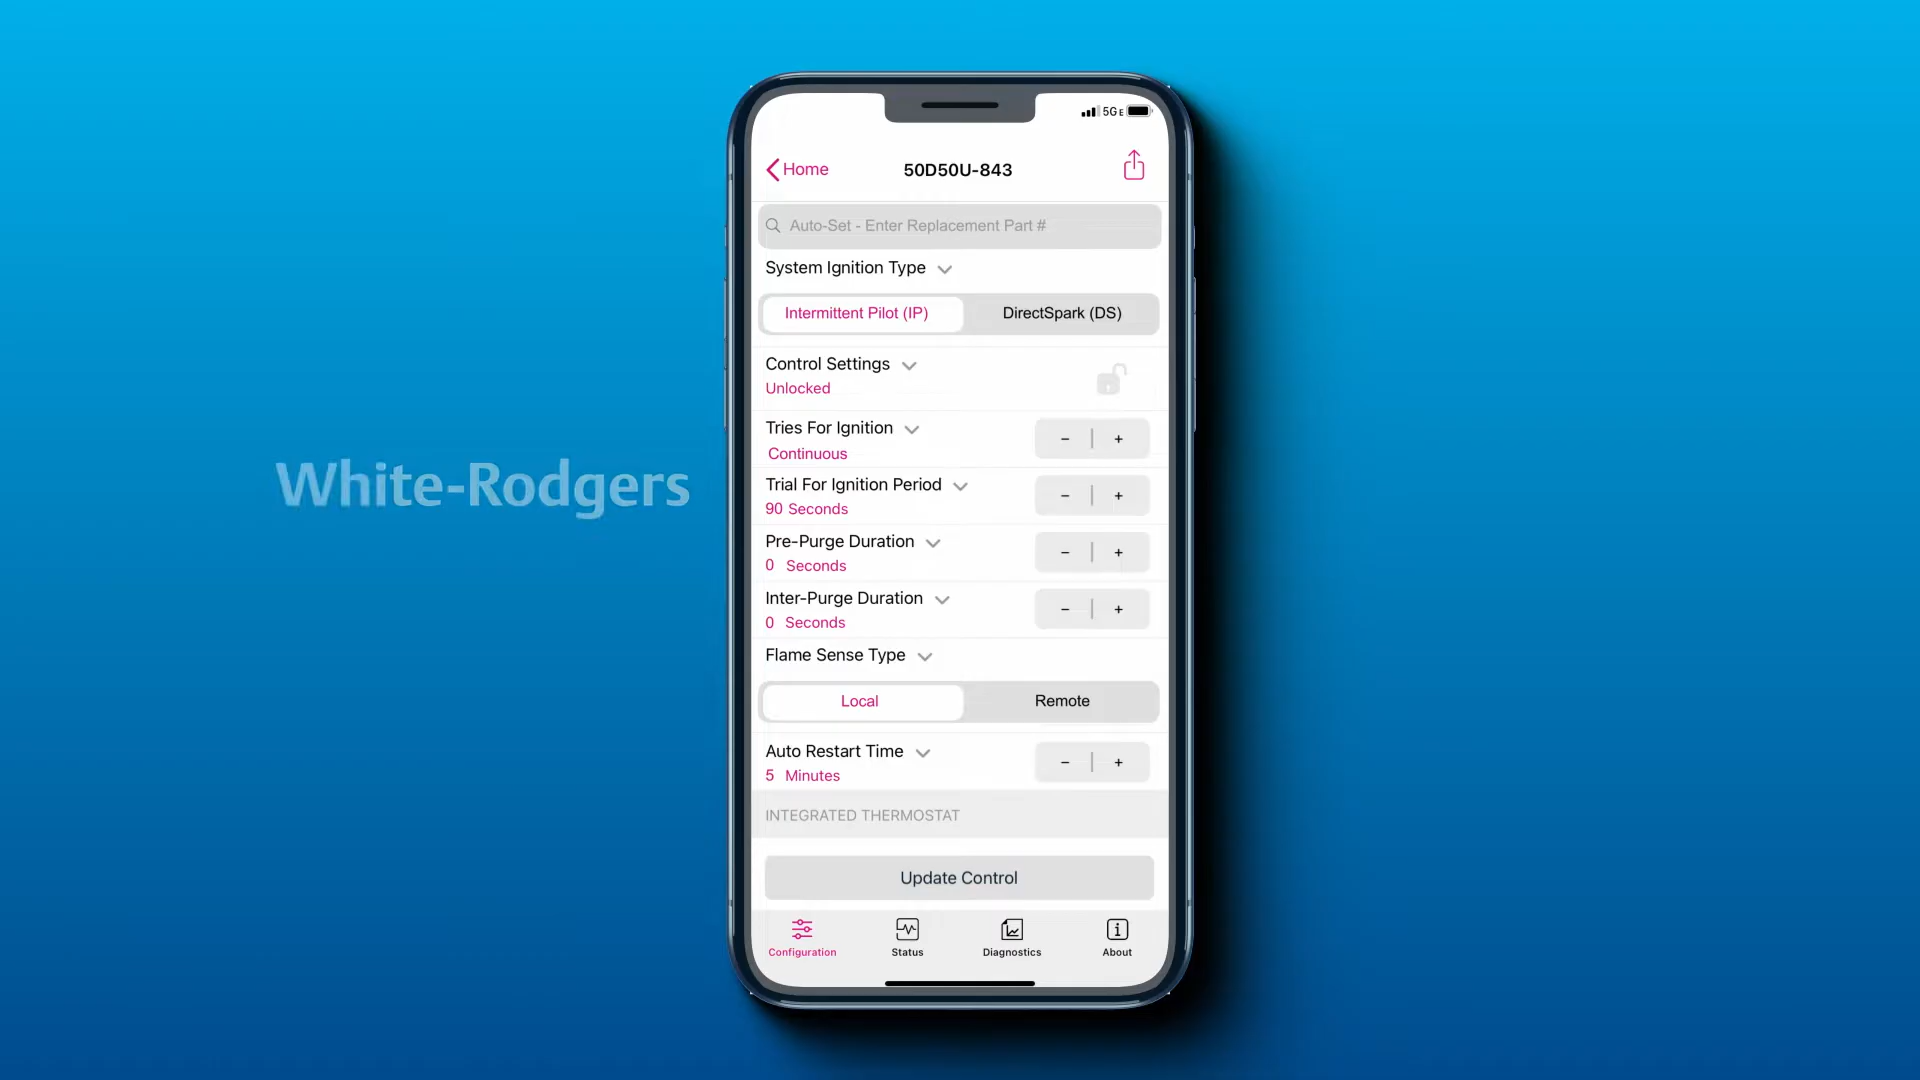 White-Rodgers
5GE
Home
50D50U-843
Auto-Set - Enter Replacement Part #
System Ignition Type
Intermittent Pilot (IP)
DirectSpark (DS)
Control Settings
Unlocked
Tries For Ignition
Continuous
- | +
Trial For Ignition Period
90 Seconds
- | +
Pre-Purge Duration
0 Seconds
- | +
Inter-Purge Duration
0 Seconds
- | +
Flame Sense Type
Local
Remote
Auto Restart Time
5 Minutes
- | +
INTEGRATED THERMOSTAT
Update Control
Configuration
Status
Diagnostics
About